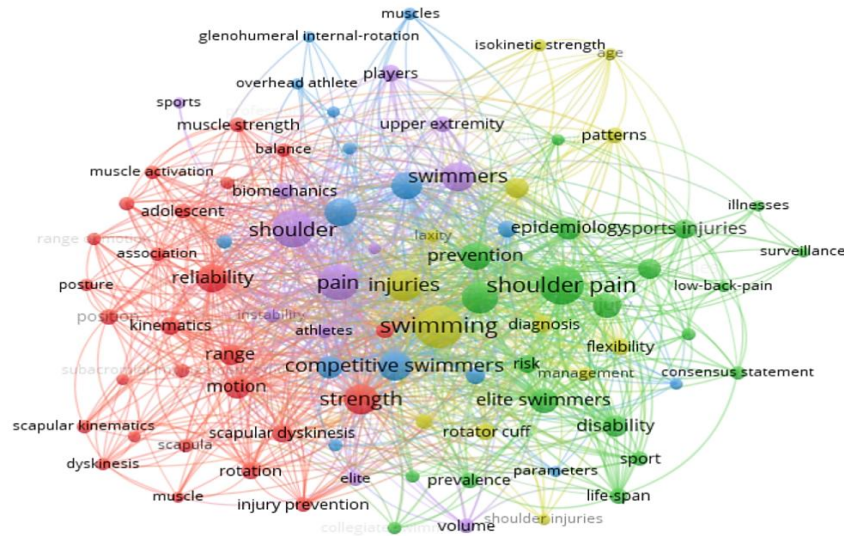 muscles
glenohumeral internal-rotation
isokinetic strength
age
players
overhead athlete
sports
muscle strength
upper extremity
patterns
balance
muscle activation
swimmers
biomechanics
adolescent
illnesses
shoulder
laxity
epidemiology
sports injuries
association
prevention
surveillance
reliability
pain
injuries
shoulder pain
low-back-pain
posture
position
instability
kinematics
athletes
swimming
diagnosis
range
flexibility
competitive swimmers
risk
management
consensus statement
motion
strength
elite swimmers
scapular kinematics
scapular dyskinesis
rotator cuff
disability
scapula
dyskinesis
rotation
elite
prevalence
parameters
sport
muscle
injury prevention
life-span
volume
shoulder injuries